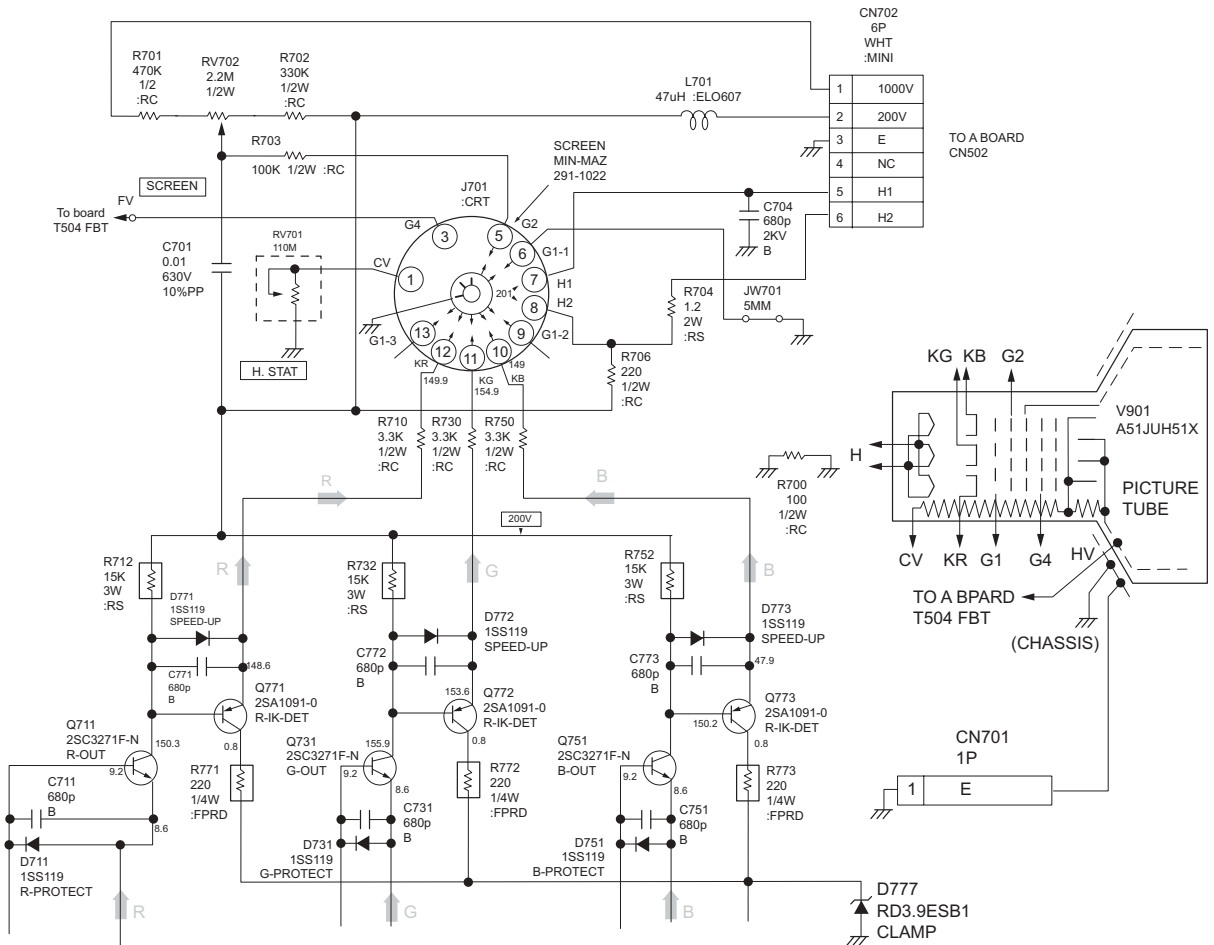 CN702
6P
WHT
:MINI
R701
470K
1/2
:RC
RV702
2.2M
1/2W
R702
330K
1/2W
:RC
L701
47uH :ELO607
1 1000V
2 200V
3 E
4 NC
5 H1
6 H2
TO A BOARD
CN502
R703
100K 1/2W :RC
SCREEN
SCREEN
MIN-MAZ
291-1022
J701
:CRT
FV
To board
T504 FBT
G4
3
5
G2
6
G1-1
7
H1
8
H2
9
G1-2
10
11
12
13
G1-3
1
CV
201
C704
680p
2KV
B
C701
0.01
630V
10%PP
RV701
110M
H. STAT
R704
1.2
2W
:RS
JW701
5MM
R706
220
1/2W
:RC
KR
149.9
KG
154.9
149
KB
R710
3.3K
1/2W
:RC
R730
3.3K
1/2W
:RC
R750
3.3K
1/2W
:RC
R
B
200V
R700
100
1/2W
:RC
KG KB G2
V901
A51JUH51X
H
PICTURE
TUBE
CV KR G1 G4 HV
TO A BPARD
T504 FBT
(CHASSIS)
R712
15K
3W
:RS
R
R732
15K
3W
:RS
G
R752
15K
3W
:RS
B
D771
1SS119
SPEED-UP
D772
1SS119
SPEED-UP
D773
1SS119
SPEED-UP
C771
680p
B
148.6
C772
680p
B
C773
680p
B
47.9
Q771
2SA1091-0
R-IK-DET
153.6
Q772
2SA1091-0
R-IK-DET
150.2
Q773
2SA1091-0
R-IK-DET
Q711
2SC3271F-N
R-OUT
150.3
9.2
0.8
Q731
2SC3271F-N
G-OUT
155.9
9.2
8.6
0.8
Q751
2SC3271F-N
B-OUT
9.2
8.6
0.8
R771
220
1/4W
:FPRD
R772
220
1/4W
:FPRD
R773
220
1/4W
:FPRD
CN701
1P
1 E
C711
680p
B
8.6
C731
680p
B
C751
680p
B
D711
1SS119
R-PROTECT
D731
1SS119
G-PROTECT
D751
1SS119
B-PROTECT
R
G
B
D777
RD3.9ESB1
CLAMP